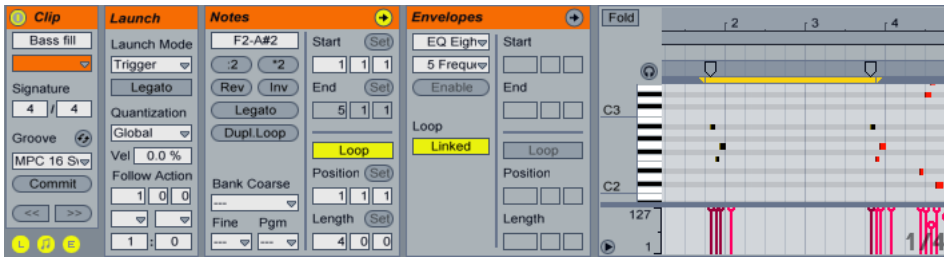 Clip
Bass fill
Signature
4 / 4
Groove
MPC 16 Sw
Commit
<< >>
L E
Launch
Launch Mode
Trigger
Legato
Quantization
Global
Vel 0.0 %
Follow Action
1 0 0
1 : 0
Notes
F2-A#2
:2 *2
Rev Inv
Legato
Dupl.Loop
Bank Coarse
---
Fine Pgm
--- ---
Start Set
1 1 1
End Set
5 1 1
Loop
Position Set
1 1 1
Length Set
4 0 0
Envelopes
EQ Eigh
5 Freque
Enable
Loop
Linked
Start
End
Loop
Position
Length
Fold
2 3 4
C3
C2
127
1
1/4